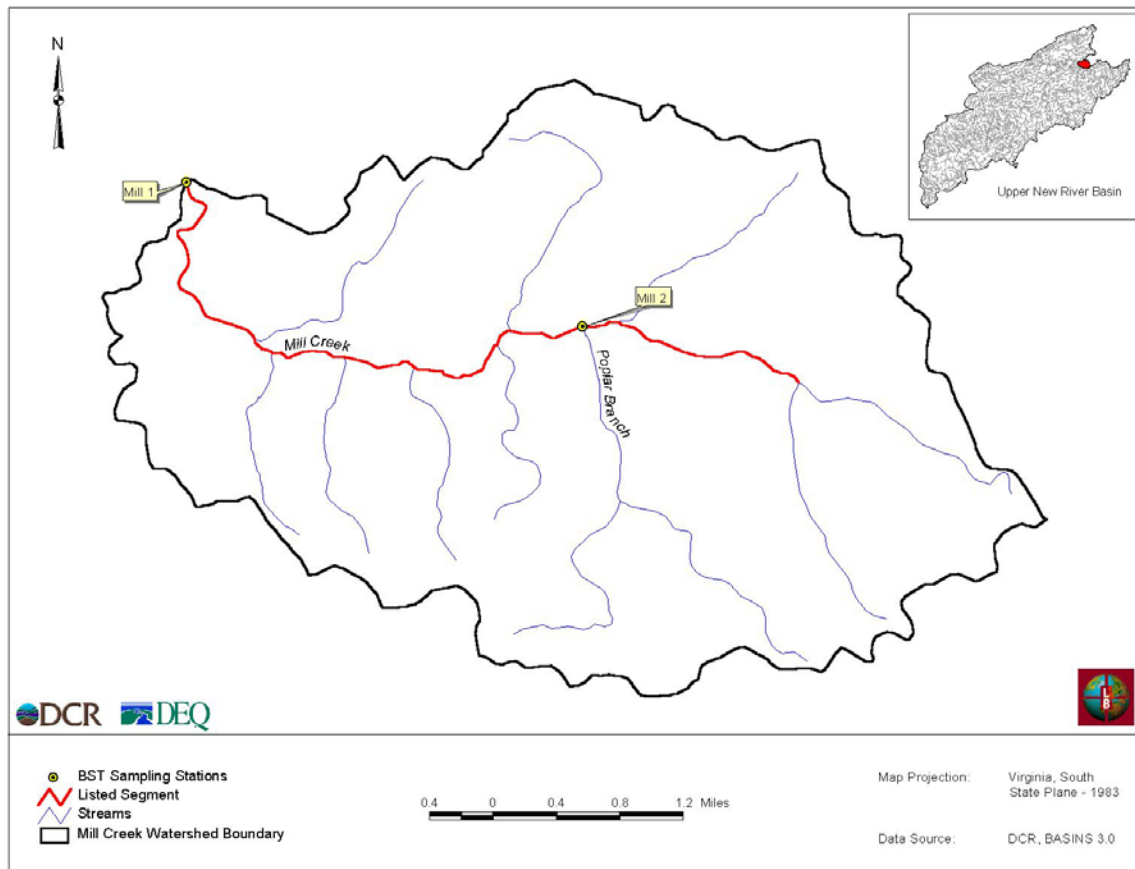 N
Upper New River Basin
Mill 1
Mill 2
Mill Creek
Poplar Branch
DCR DEQ
L
B
BST Sampling Stations
Listed Segment
Streams
Mill Creek Watershed Boundary
0.4 0 0.4 0.8 1.2 Miles
Map Projection: Virginia, South
State Plane - 1983
Data Source: DCR, BASINS 3.0